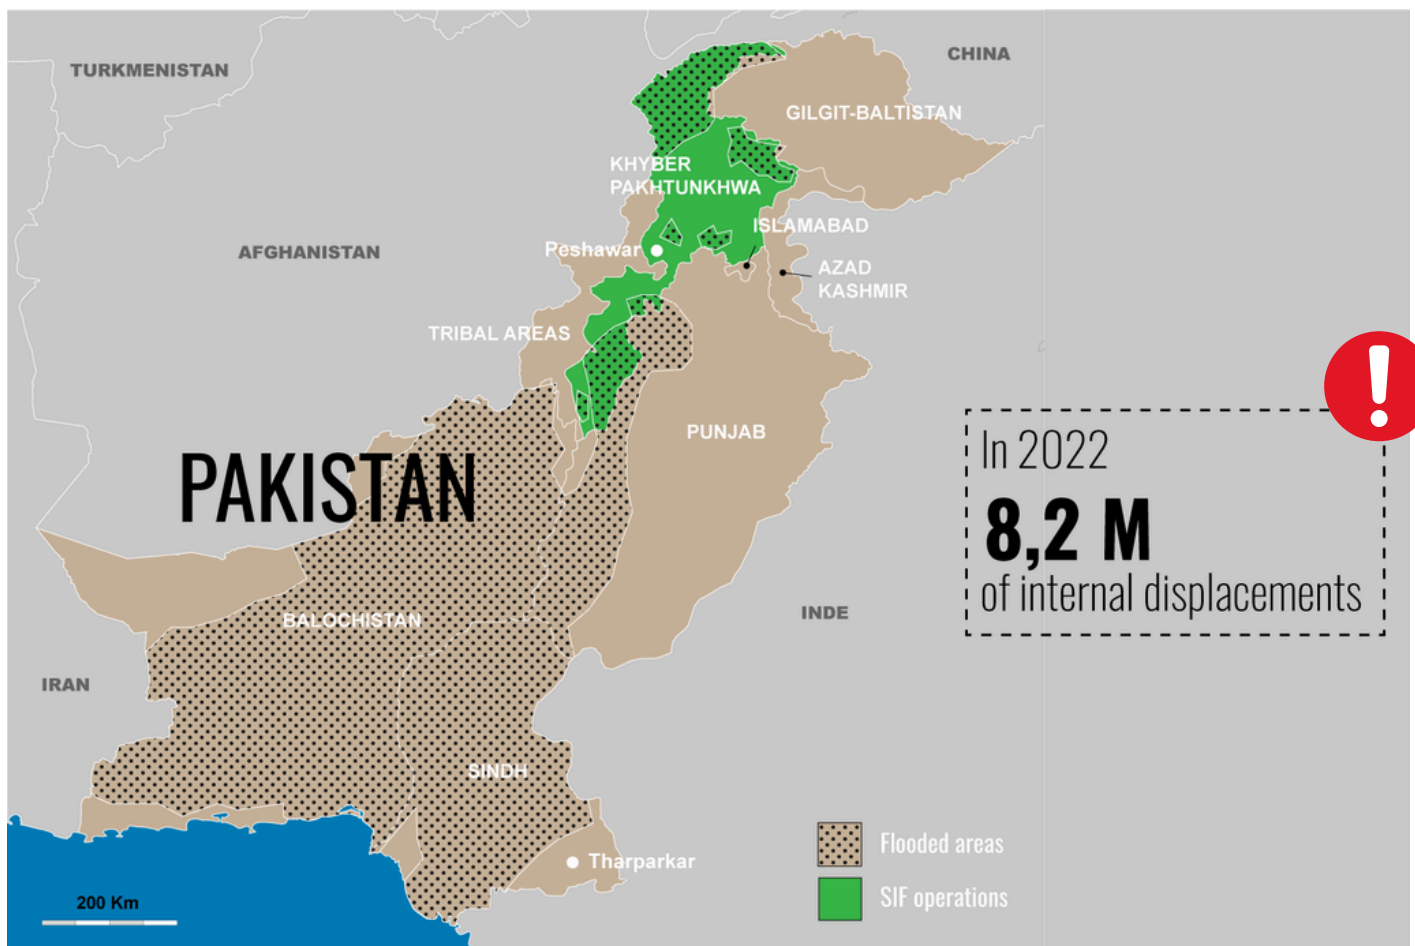 TURKMENISTAN
CHINA
GILGIT-BALTISTAN
KHYBER
PAKHTUNKHWA
ISLAMABAD
AFGHANISTAN
Peshawar
AZAD
KASHMIR
TRIBAL AREAS
PUNJAB
PAKISTAN
In 2022
8,2 M
of internal displacements
BALOCHISTAN
INDE
IRAN
SINDH
Flooded areas
Tharparkar
SIF operations
200 Km